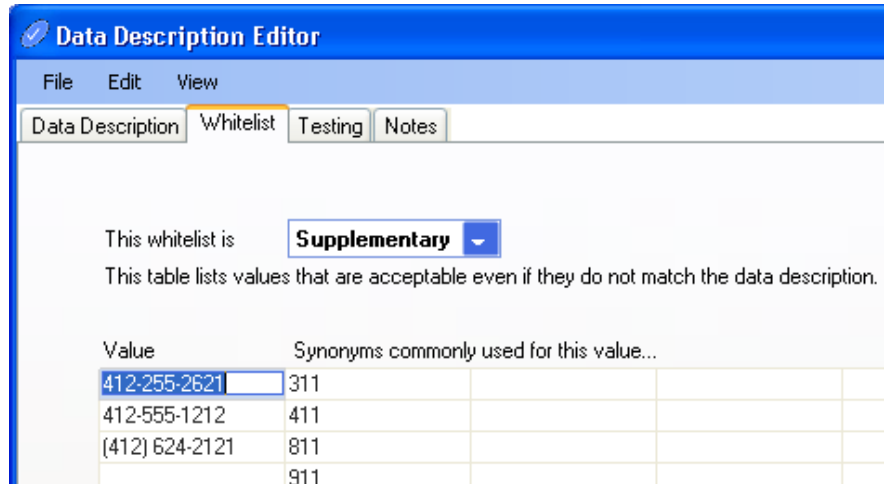 Data Description Editor
File Edit View
Data Description Whitelist Testing Notes
This whitelist is Supplementary
This table lists values that are acceptable even if they do not match the data description.
Value Synonyms commonly used for this value...
412-255-2621 311
412-555-1212 411
(412) 624-2121 811
911